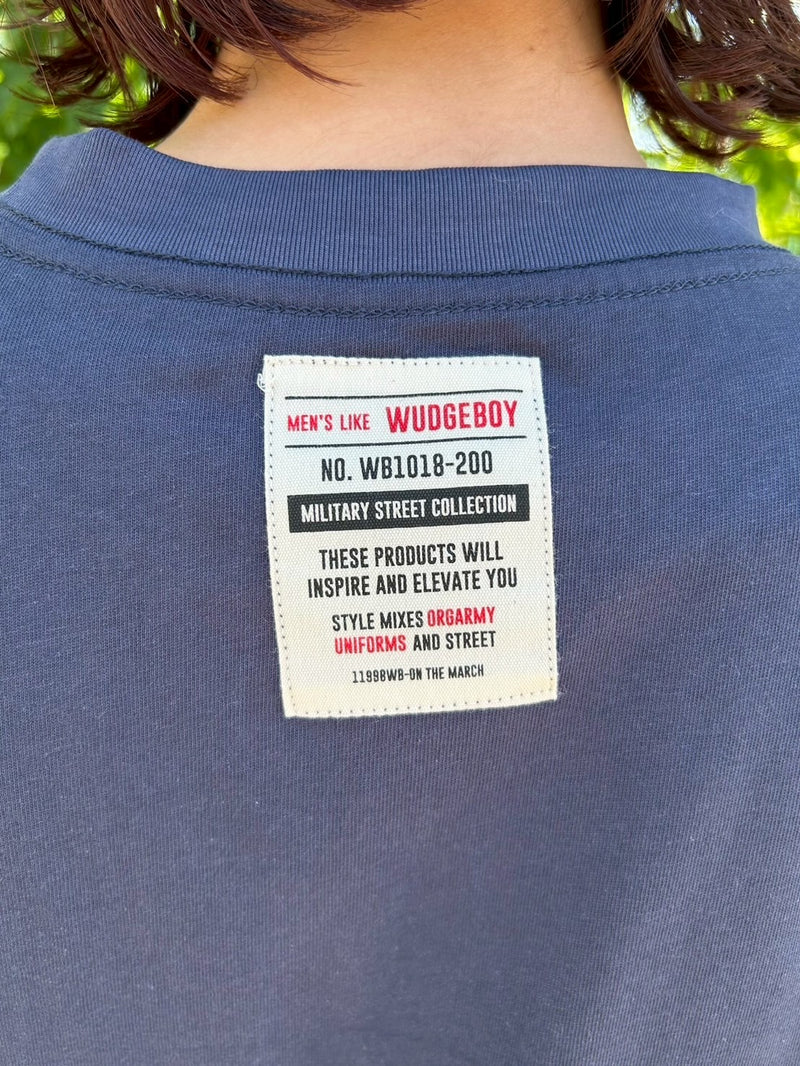 MEN'S LIKE WUDGEBOY
NO. WB1018-200
MILITARY STREET COLLECTION
THESE PRODUCTS WILL
INSPIRE AND ELEVATE YOU
STYLE MIXES ORGARMY
UNIFORMS AND STREET
11998WB-ON THE MARCH